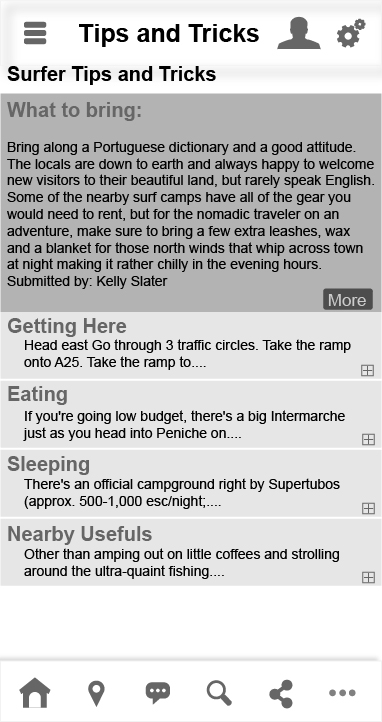 Tips and Tricks
Surfer Tips and Tricks
What to bring:
Bring along a Portuguese dictionary and a good attitude.
The locals are down to earth and always happy to welcome
new visitors to their beautiful land, but rarely speak English.
Some of the nearby surf camps have all of the gear you
would need to rent, but for the nomadic traveler on an
adventure, make sure to bring a few extra leashes, wax
and a blanket for those north winds that whip across town
at night making it rather chilly in the evening hours.
Submitted by: Kelly Slater
More
Getting Here
Head east Go through 3 traffic circles. Take the ramp
onto A25. Take the ramp to....
Eating
If you're going low budget, there's a big Intermarche
just as you head into Peniche on....
Sleeping
There's an official campground right by Supertubos
(approx. 500-1,000 esc/night;....
Nearby Usefuls
Other than amping out on little coffees and strolling
around the ultra-quaint fishing....